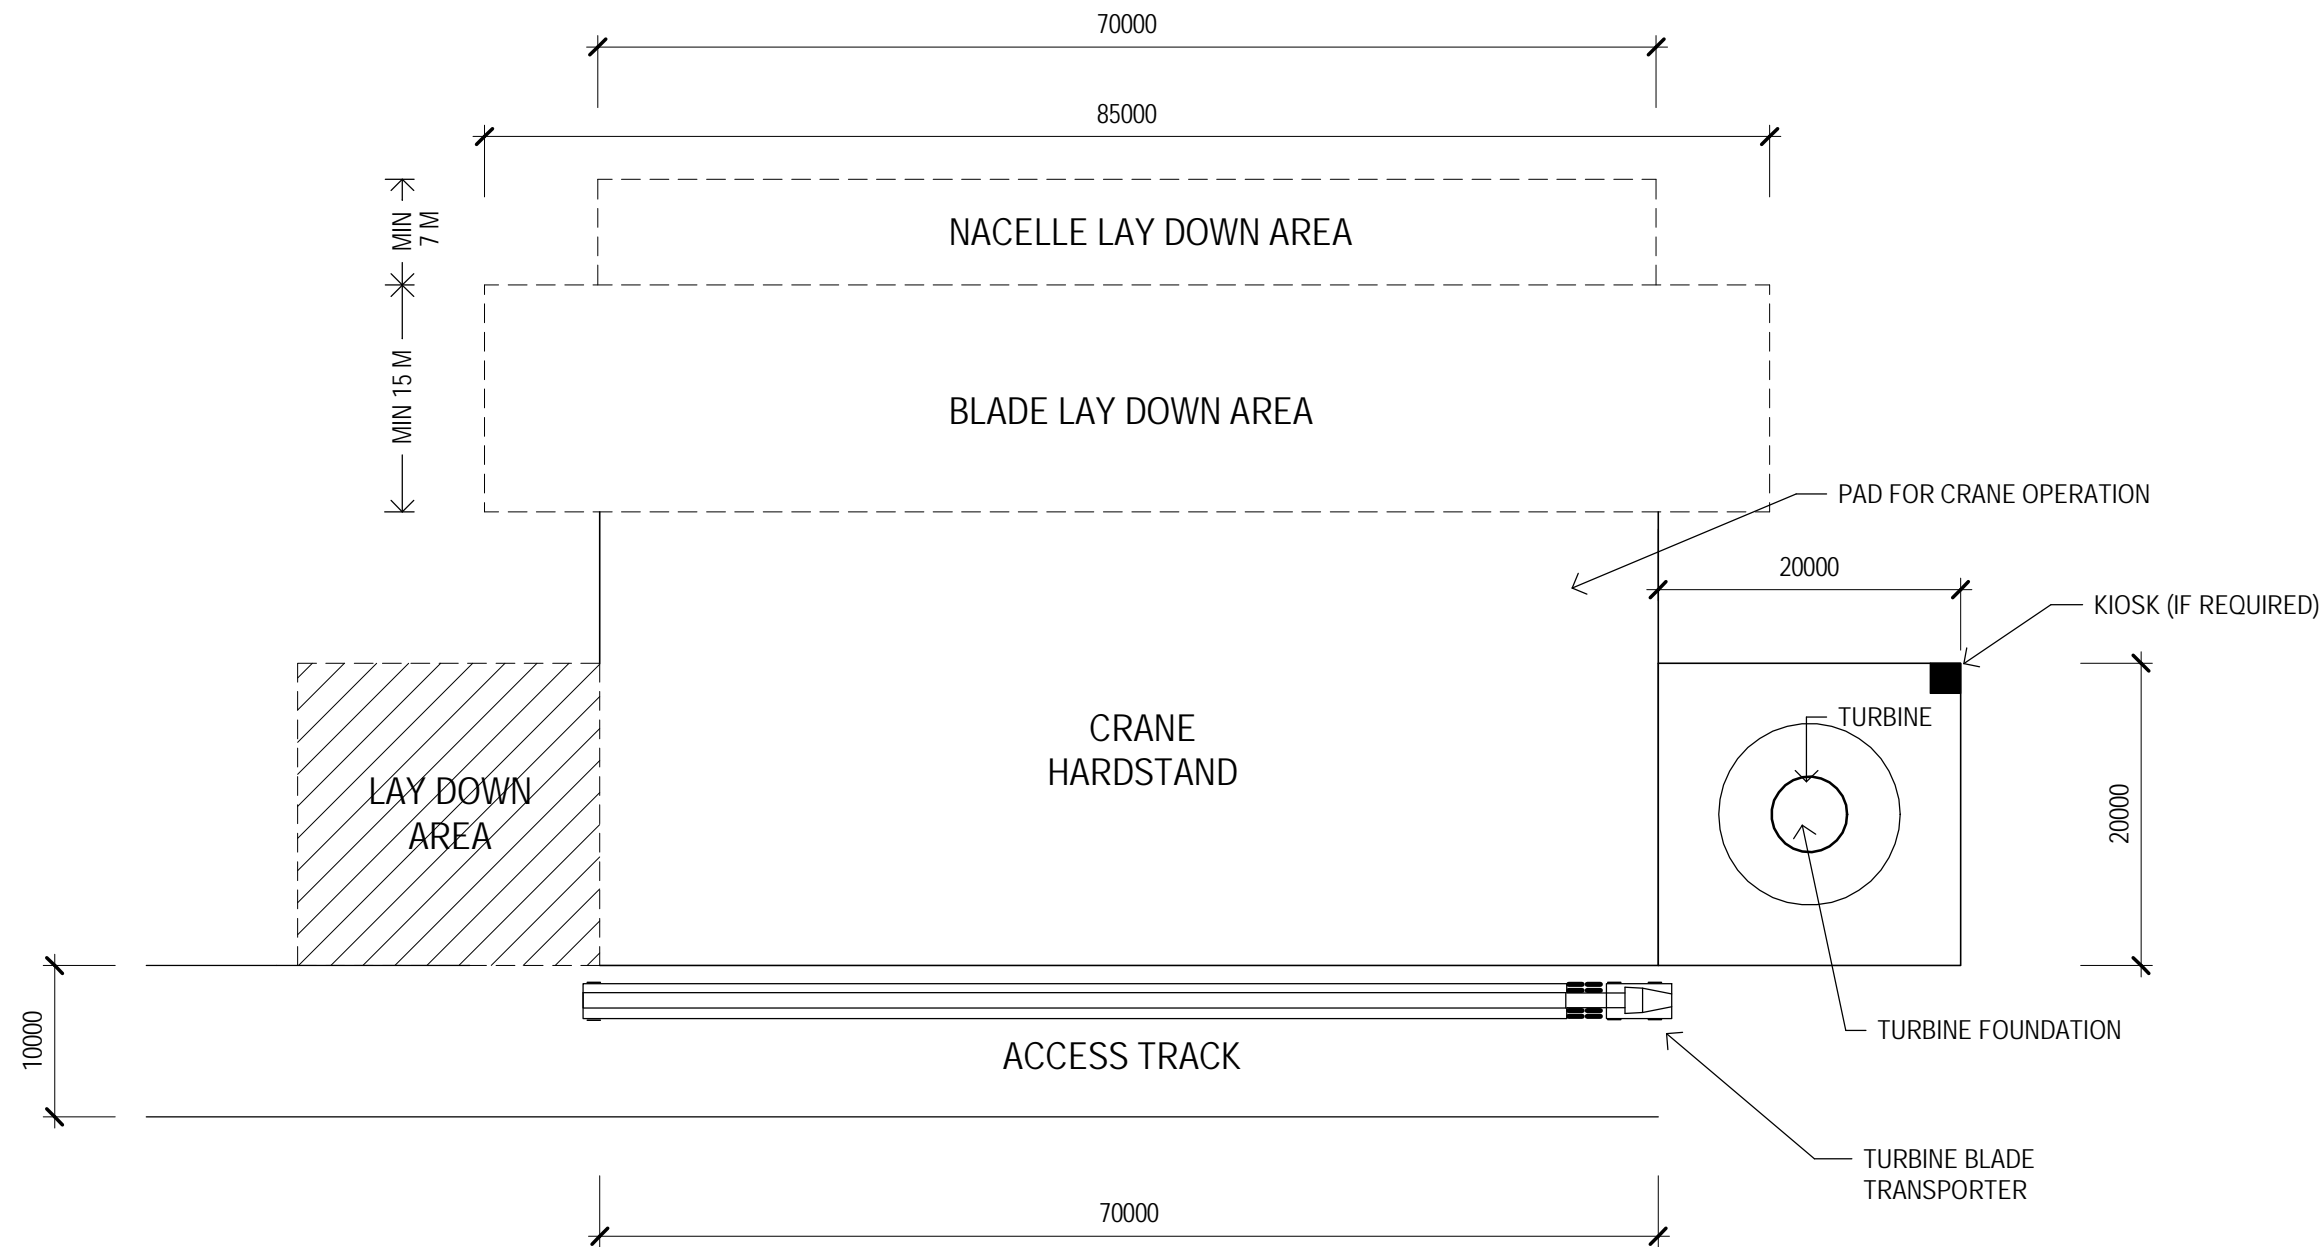 70000
85000
MIN
7 M
NACELLE LAY DOWN AREA
MIN 15 M
BLADE LAY DOWN AREA
PAD FOR CRANE OPERATION
20000
KIOSK (IF REQUIRED)
TURBINE
CRANE
HARDSTAND
LAY DOWN
AREA
20000
10000
TURBINE FOUNDATION
ACCESS TRACK
TURBINE BLADE
TRANSPORTER
70000